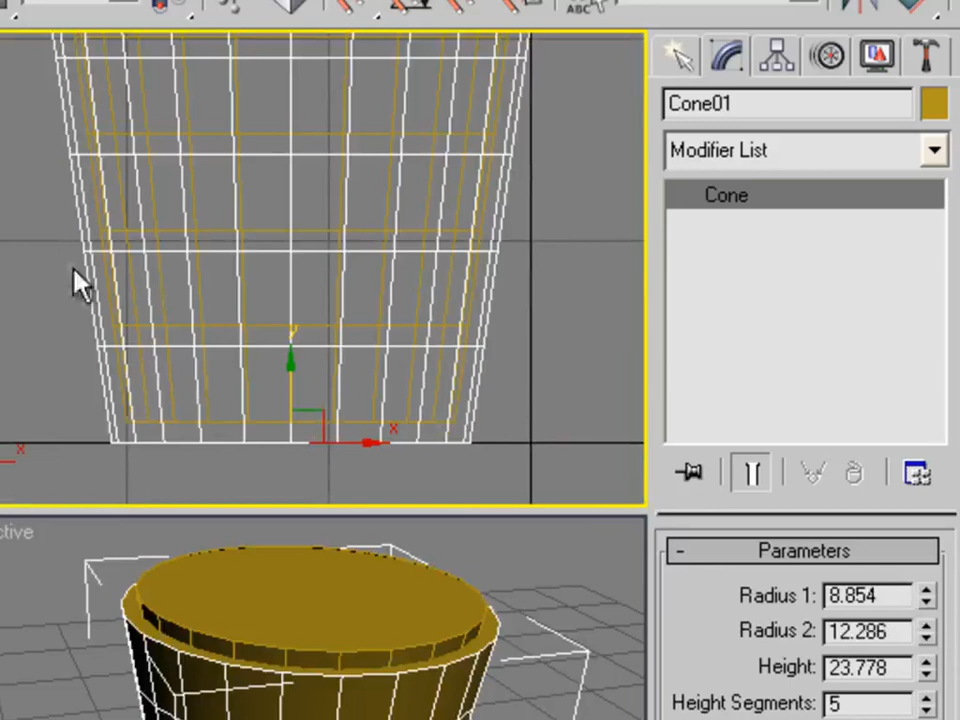 ABC
Cone01
Modifier List
Cone
y
x
x
ctive
- Parameters
Radius 1: 8.854
Radius 2: 12.286
Height: 23.778
Height Segments: 5